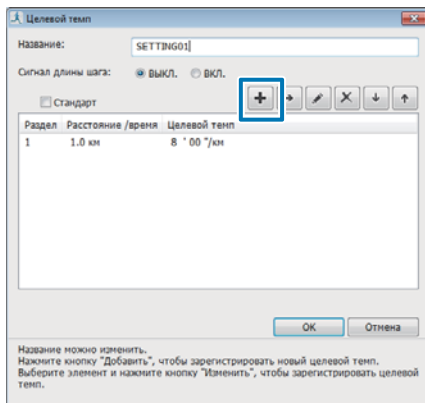 Целевой темп
Название: SETTING01
Сигнал длины шага: ВЫКЛ. ВКЛ.
Стандарт
Раздел Расстояние /время Целевой темп
1 1.0 км 8 ' 00 "/км
ОК Отмена
Название можно изменить.
Нажмите кнопку "Добавить", чтобы зарегистрировать новый целевой темп.
Выберите элемент и нажмите кнопку "Изменить", чтобы зарегистрировать целевой
темп.